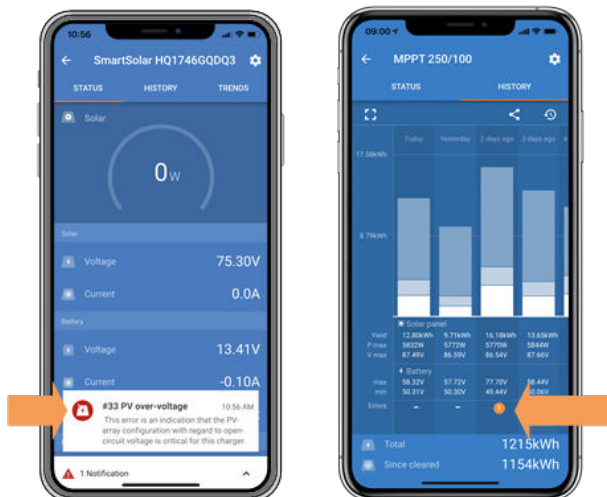 10:56
SmartSolar HQ1746GQDQ3
STATUS HISTORY TRENDS
Solar
0W
Solar
Voltage 75.30V
Current 0.0A
Battery
Voltage 13.41V
Current -0.10A
#33 PV over-voltage 10:56 AM
This error is an indication that the PV-
array configuration with regard to open-
circuit voltage is critical for this charger.
1 Notification
09:00
MPPT 250/100
STATUS HISTORY
Today Yesterday 2 days ago 3 days ago
17.58kWh
8.79kWh
Solar panel
Yield 12.80kWh 9.71kWh 16.18kWh 13.65kWh
P max 5832W 5772W 5770W 5844W
V max 87.49V 86.59V 86.54V 87.66V
Battery
max 58.32V 57.72V 77.70V 58.44V
min 50.31V 50.30V 49.44V
Errors - - 1
Total 1215kWh
Since cleared 1154kWh